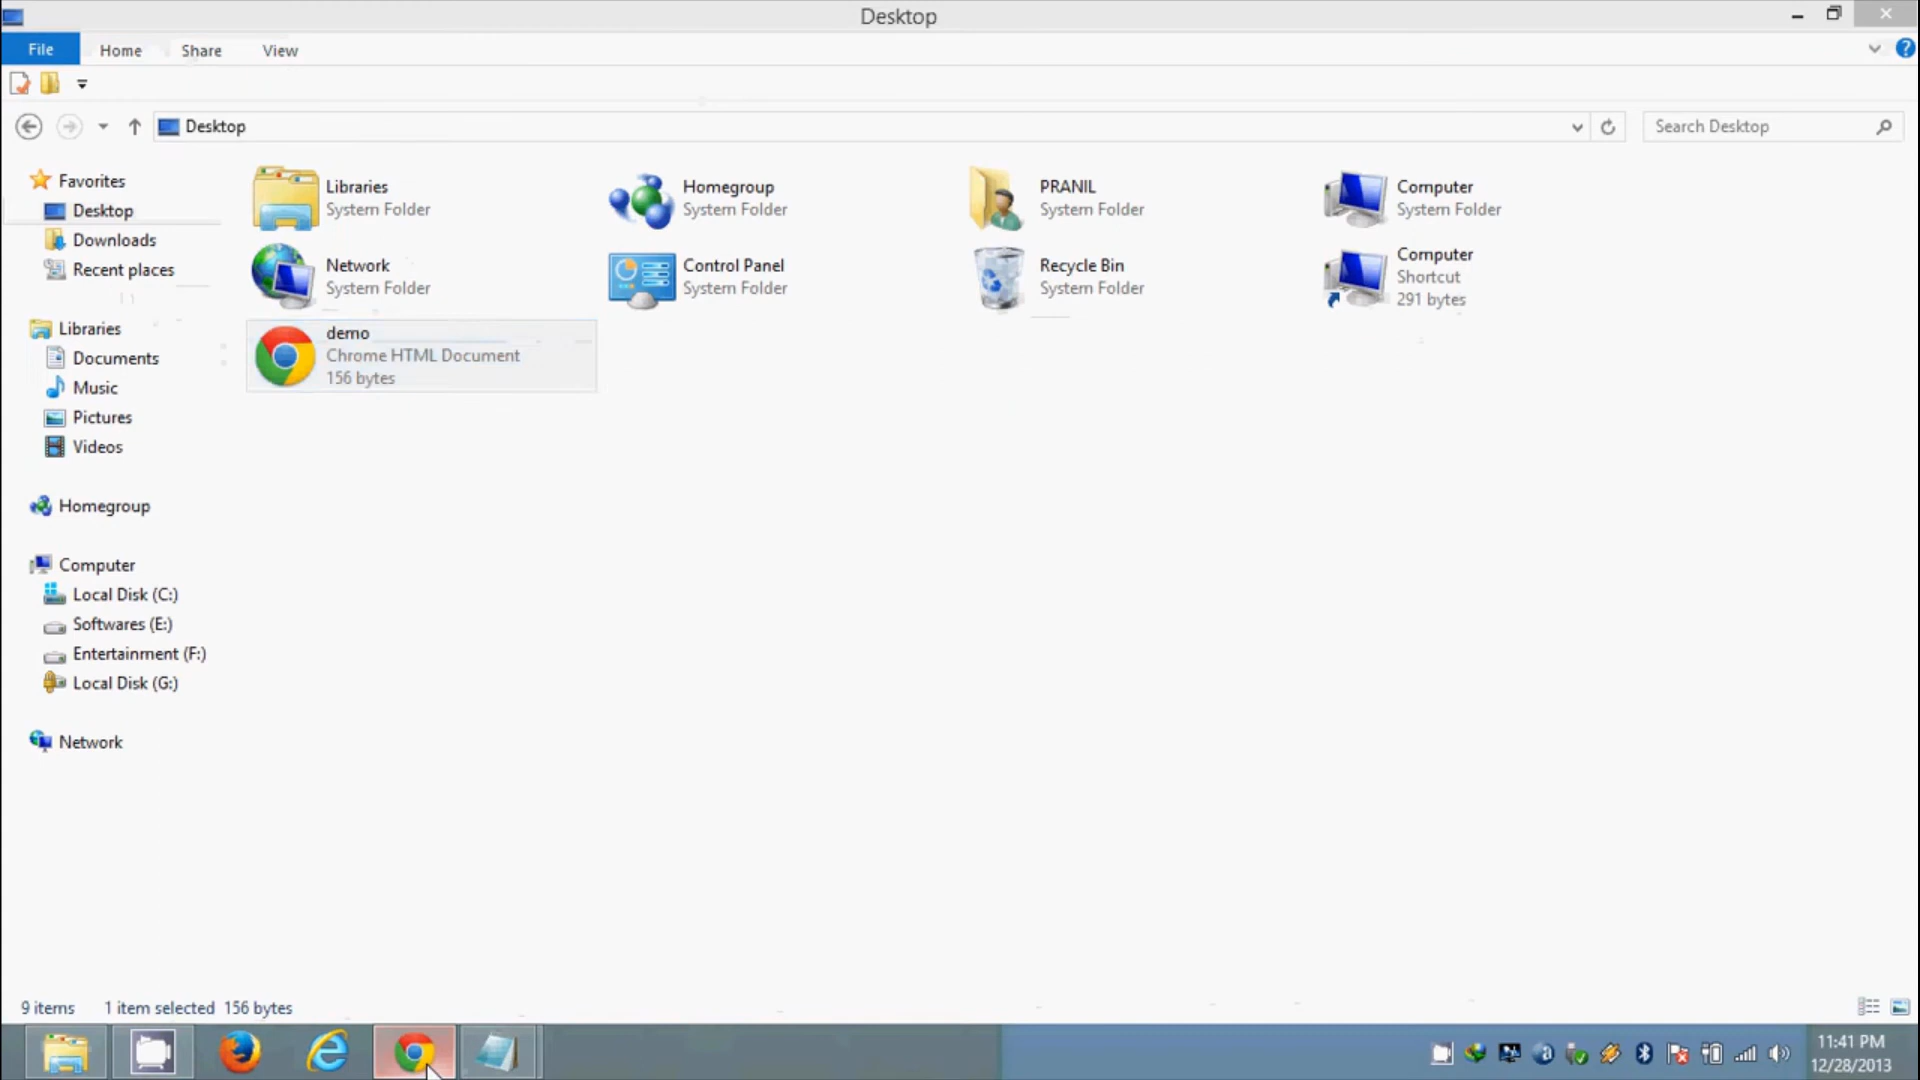 Desktop
File Home Share View
Desktop
Search Desktop
Favorites
Desktop
Downloads
Recent places
Libraries
Documents
Music
Pictures
Videos
Homegroup
Computer
Local Disk (C:)
Softwares (E:)
Entertainment (F:)
Local Disk (G:)
Network
Libraries
System Folder
Homegroup
System Folder
PRANIL
System Folder
Computer
System Folder
Network
System Folder
Control Panel
System Folder
Recycle Bin
System Folder
Computer
Shortcut
291 bytes
demo
Chrome HTML Document
156 bytes
9 items 1 item selected 156 bytes
11:41 PM
12/28/2013